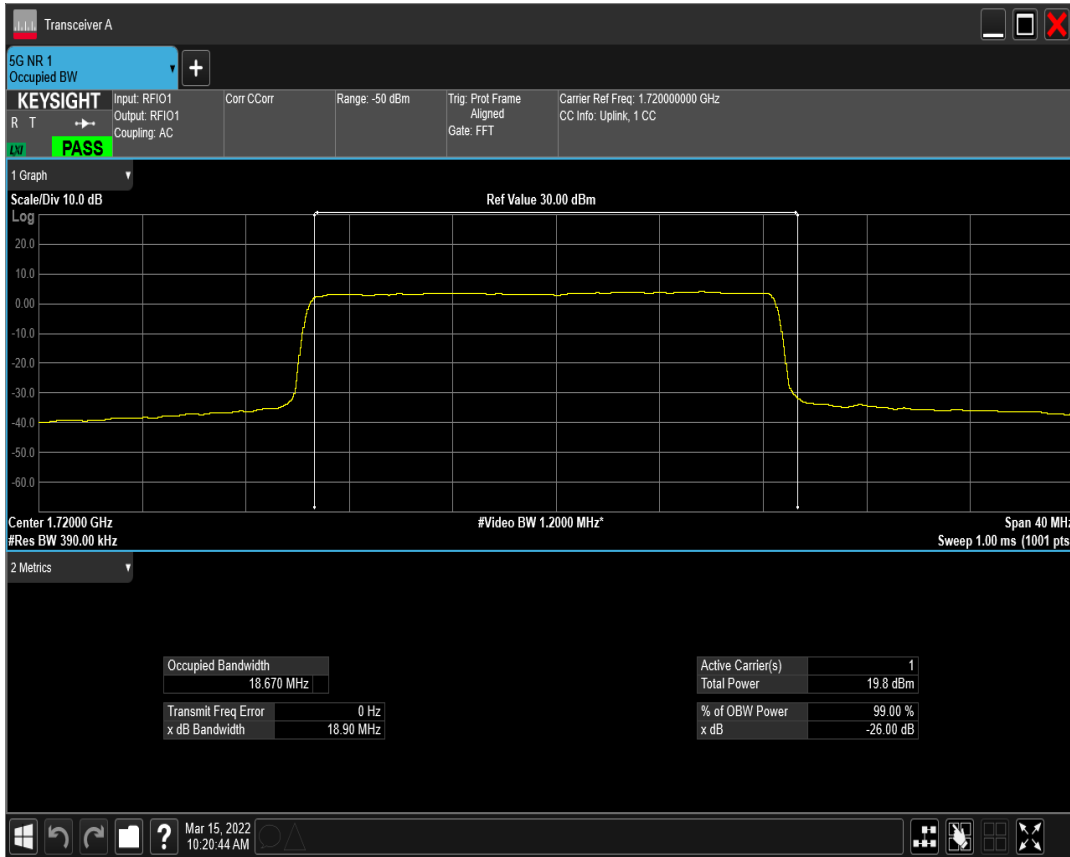 Transceiver A
5G NR 1
Occupied BW
+
KEYSIGHT
R T
LXI
PASS
Input: RFIO1
Output: RFIO1
Coupling: AC
Corr CCorr
Range: -50 dBm
Trig: Prot Frame
Aligned
Gate: FFT
Carrier Ref Freq: 1.720000000 GHz
CC Info: Uplink, 1 CC
1 Graph
Scale/Div 10.0 dB
Ref Value 30.00 dBm
Log
20.0
10.0
0.00
-10.0
-20.0
-30.0
-40.0
-50.0
-60.0
Center 1.72000 GHz
#Video BW 1.2000 MHz*
Span 40 MHz
#Res BW 390.00 kHz
Sweep 1.00 ms (1001 pts
2 Metrics
Occupied Bandwidth
18.670 MHz
Transmit Freq Error 0 Hz
x dB Bandwidth 18.90 MHz
Active Carrier(s) 1
Total Power 19.8 dBm
% of OBW Power 99.00 %
x dB -26.00 dB
?
Mar 15, 2022
10:20:44 AM